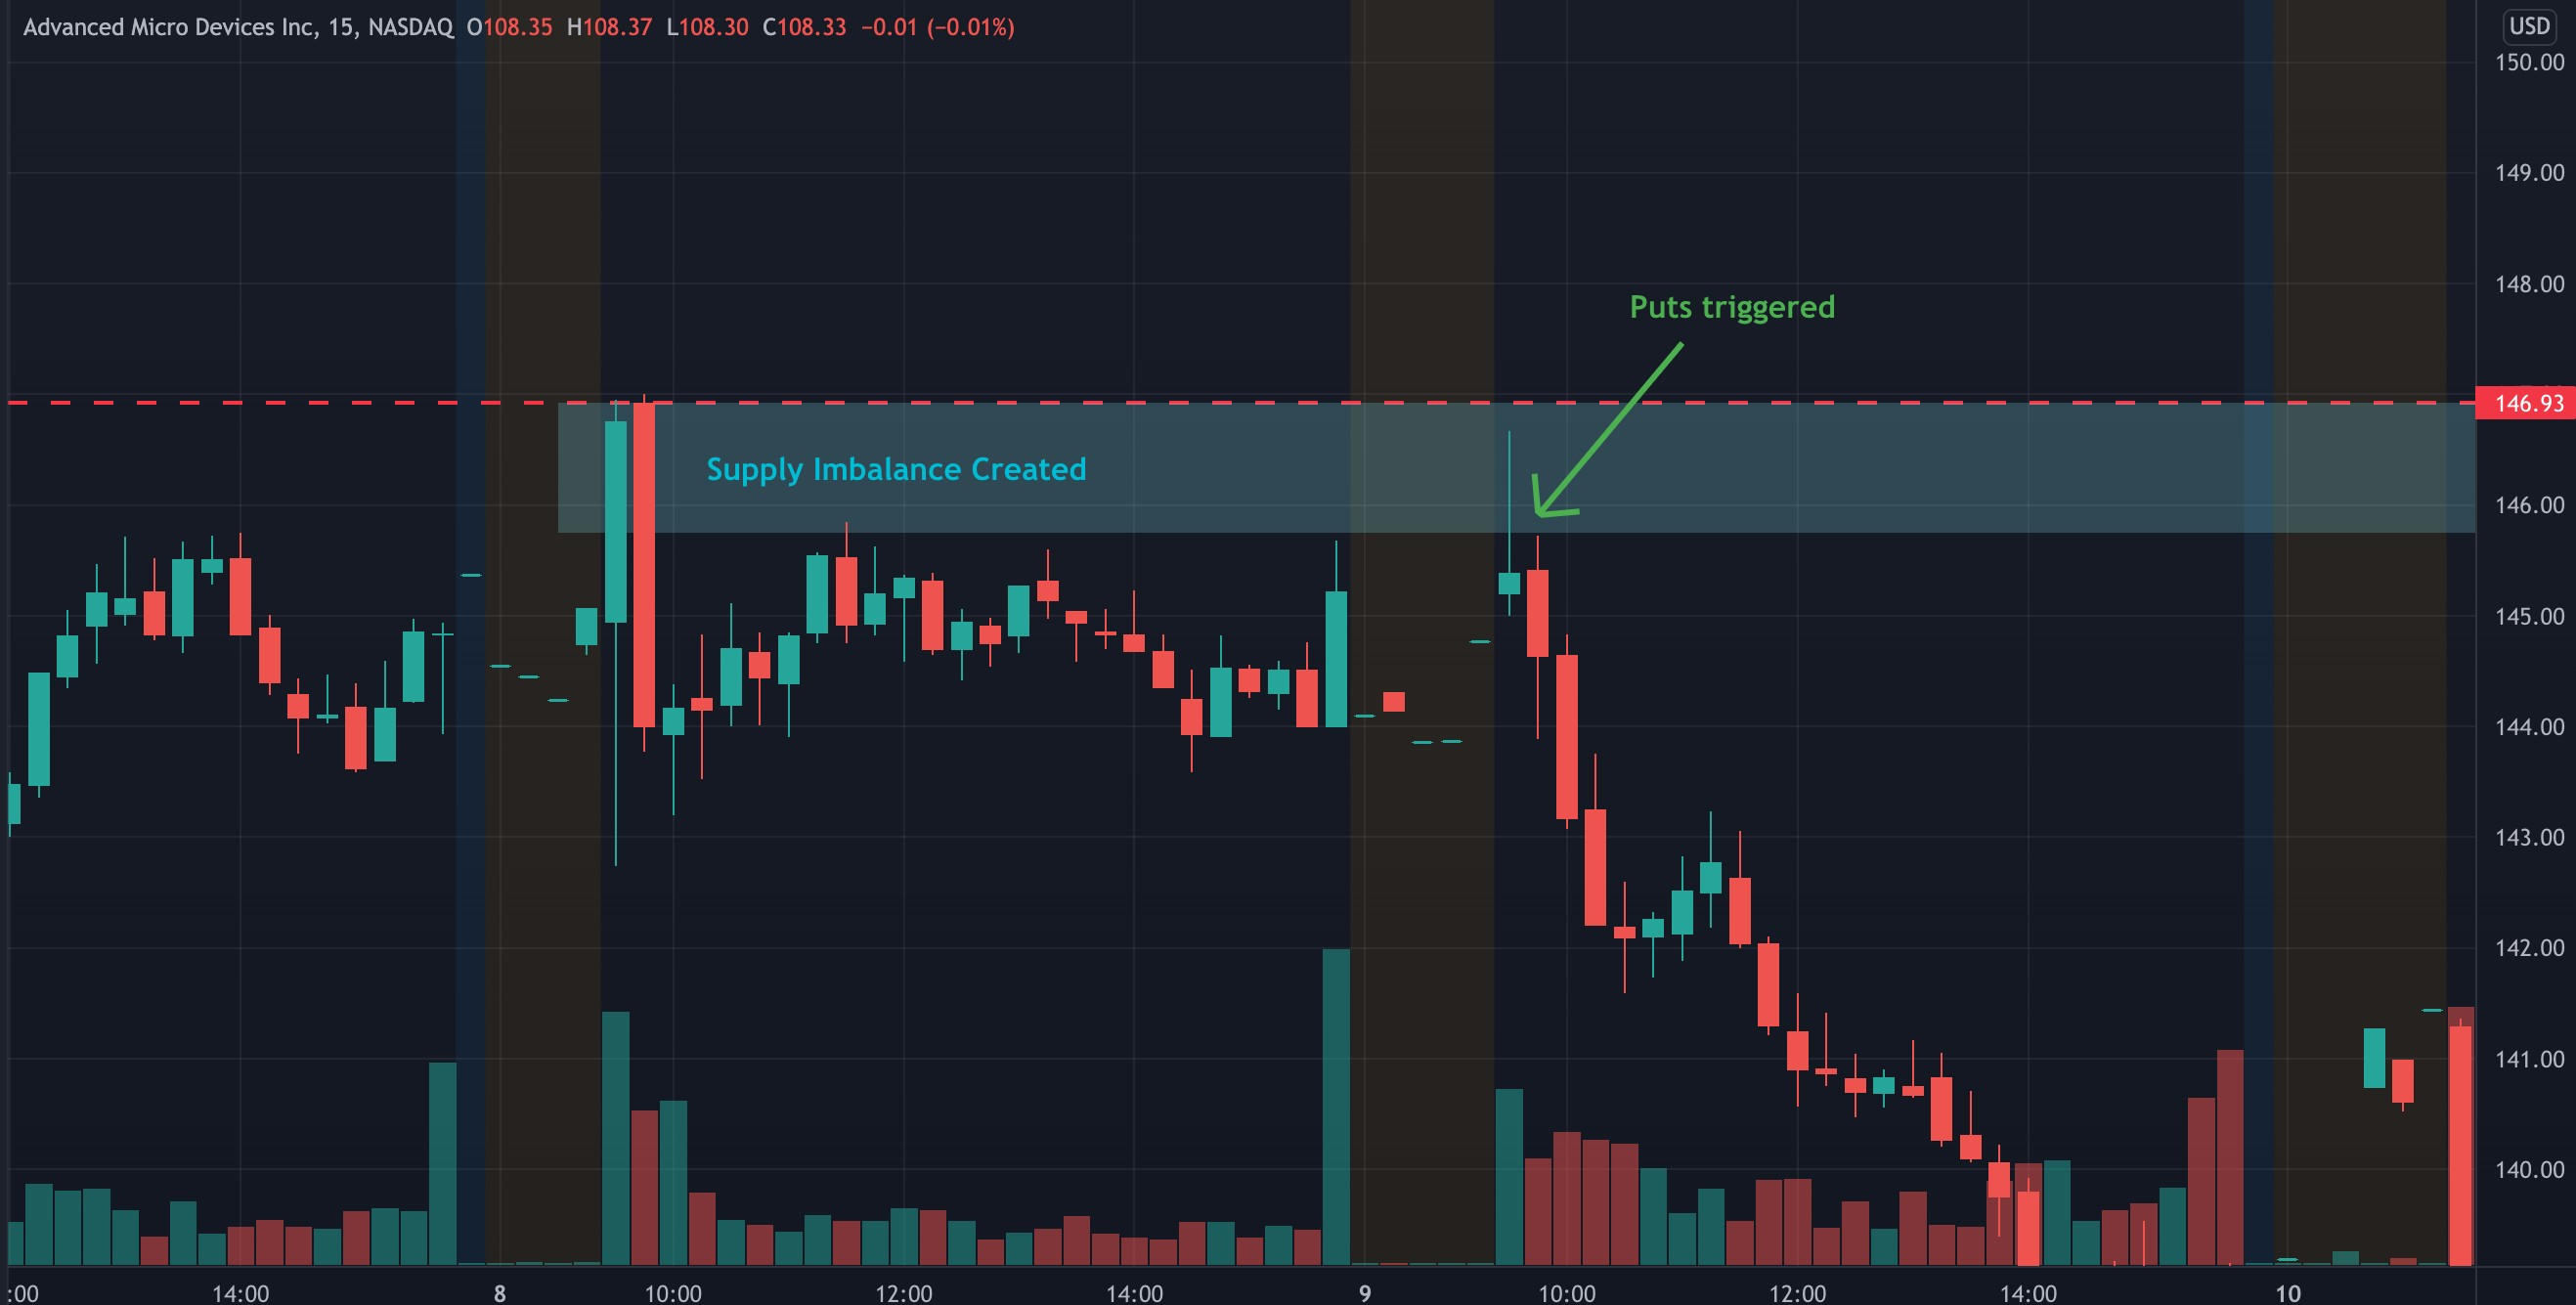 Advanced Micro Devices Inc, 15, NASDAQ O108.35 H108.37 L108.30 C108.33 −0.01 (−0.01%)
USD
150.00
149.00
148.00
Puts triggered
146.93
Supply Imbalance Created
146.00
145.00
144.00
143.00
142.00
141.00
140.00
:00 14:00 8 10:00 12:00 14:00 9 10:00 12:00 14:00 10